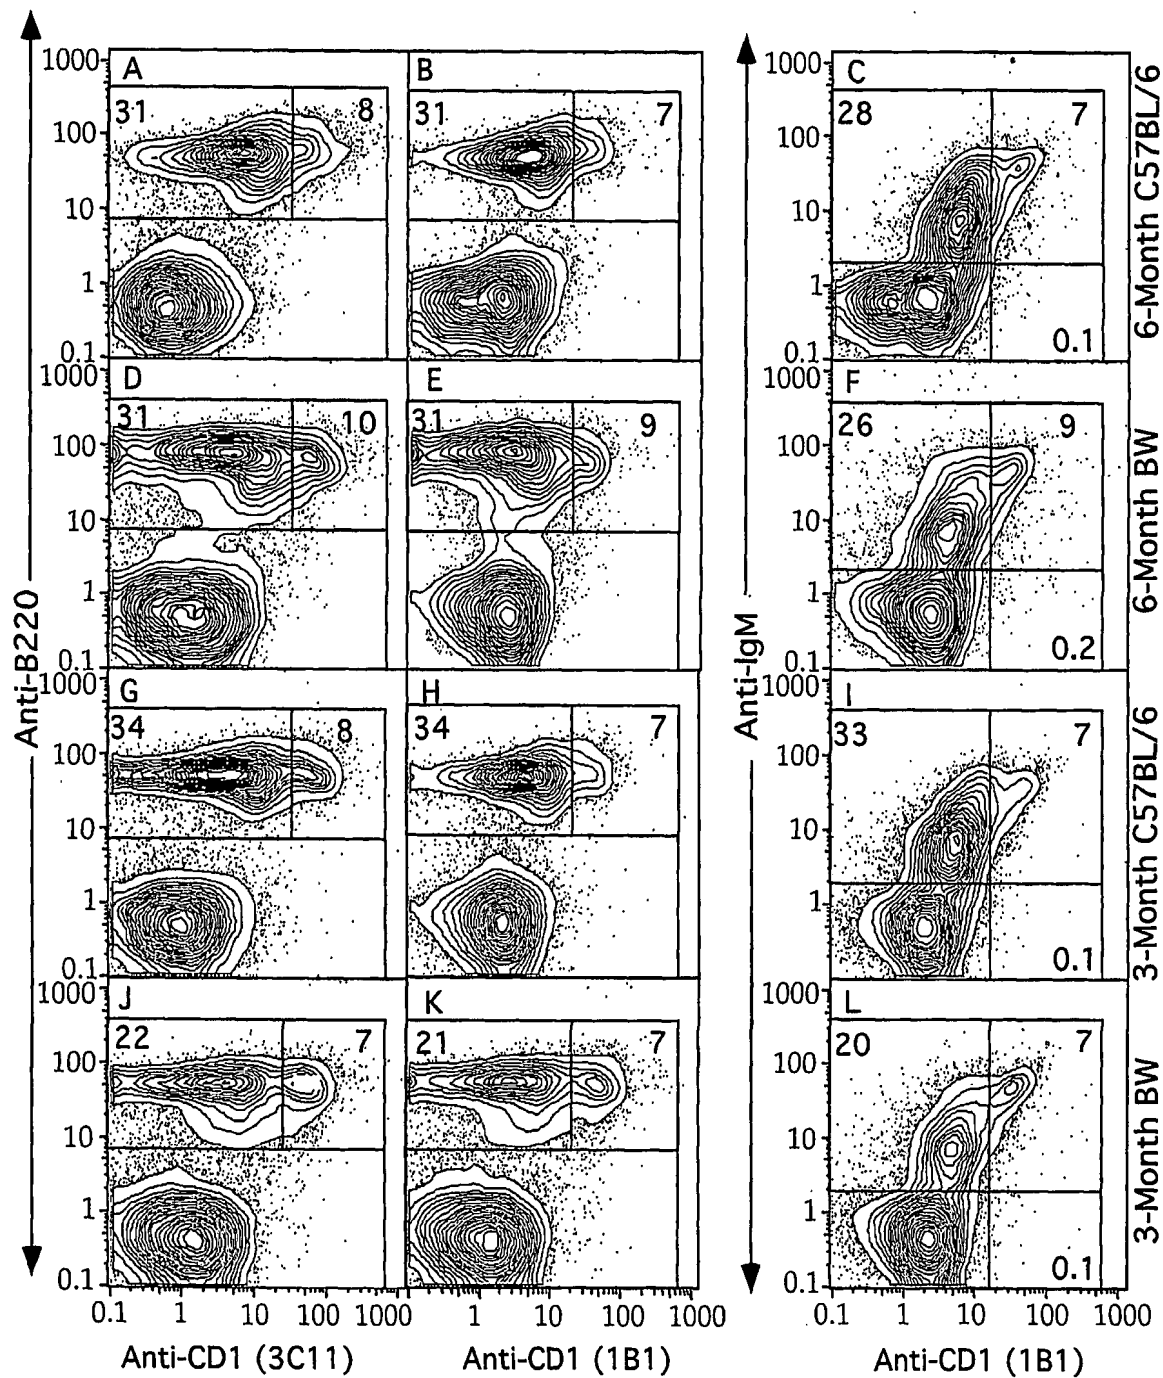 A B C
1000 1000
31 8 31 7 28 7
100 100
10 10
1 1
0.1 0.1 0.1
6-Month C57BL/6
D E F
1000 1000
31 10 31 9 26 9
100 100
10 10
1 1
0.1 0.1 0.2
6-Month BW
Anti-B220
Anti-IgM
G H I
1000 1000
34 8 34 7 33 7
100 100
10 10
1 1
0.1 0.1 0.1
3-Month C57BL/6
J K L
1000 1000
22 7 21 7 20 7
100 100
10 10
1 1
0.1 0.1 0.1
3-Month BW
0.1 1 10 100 1000 1 10 100 1000 0.1 1 10 100 1000
Anti-CD1 (3C11) Anti-CD1 (1B1) Anti-CD1 (1B1)